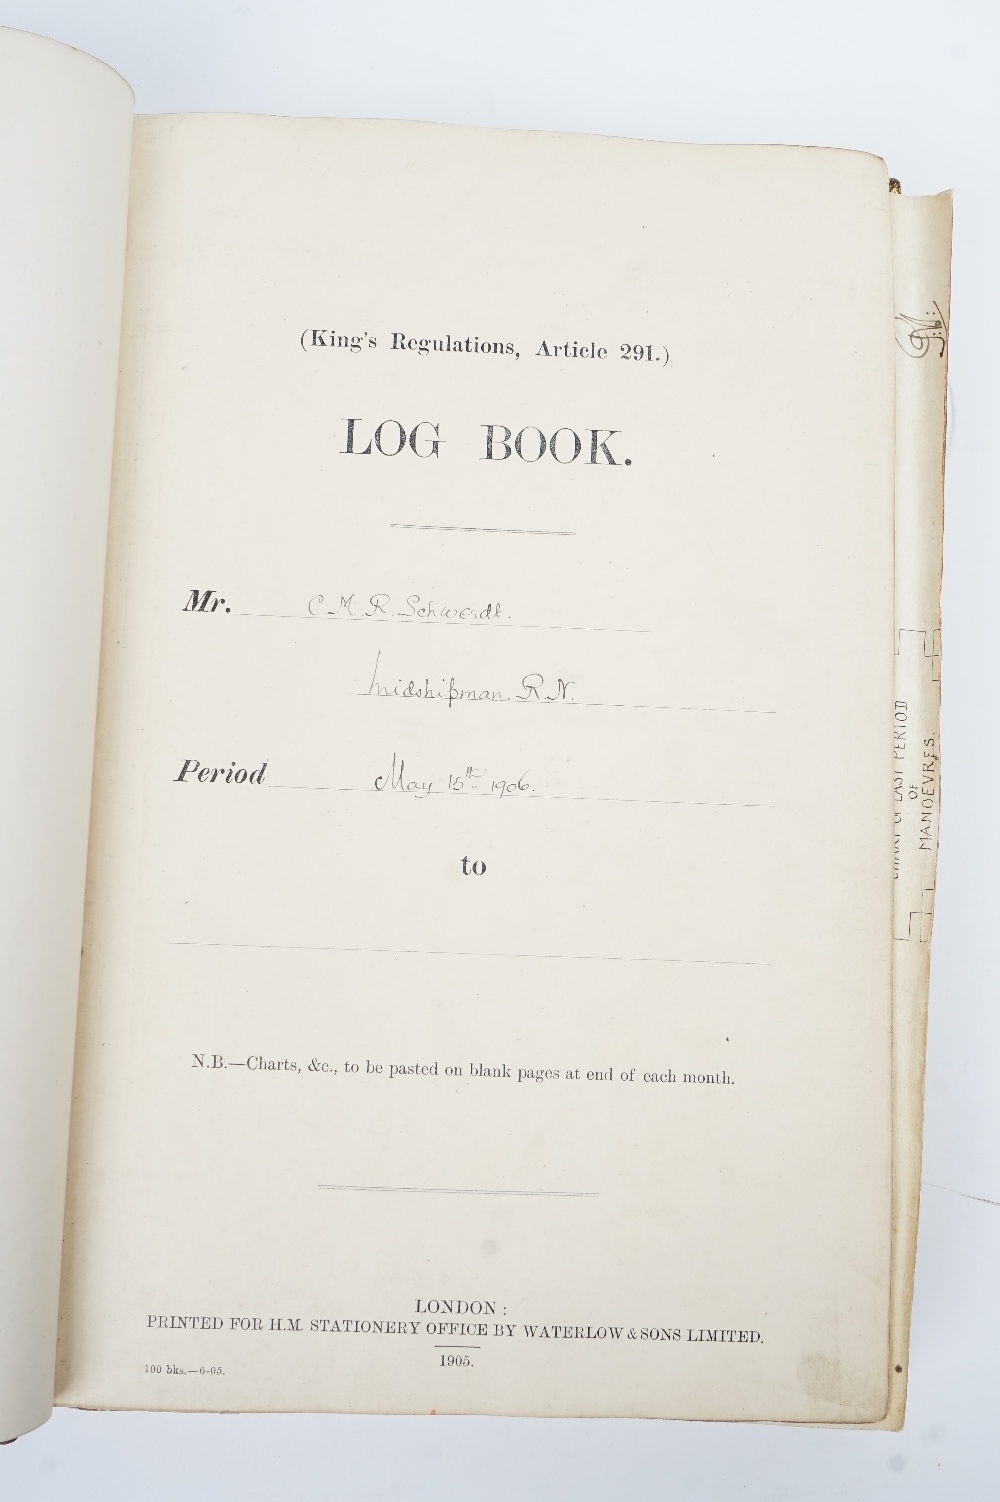 (King's Regulations, Article 291.)
LOG BOOK.
Mr. C. M. R. Schwerdt.
Midshipman. R.N.
Period May 15th. 1906.
to
N.B.—Charts, &c., to be pasted on blank pages at end of each month.
LONDON:
PRINTED FOR H.M. STATIONERY OFFICE BY WATERLOW & SONS LIMITED.
1905.
100 bks.—6-05.
CHART OF LAST PERIOD
OF
MANOEVRES.